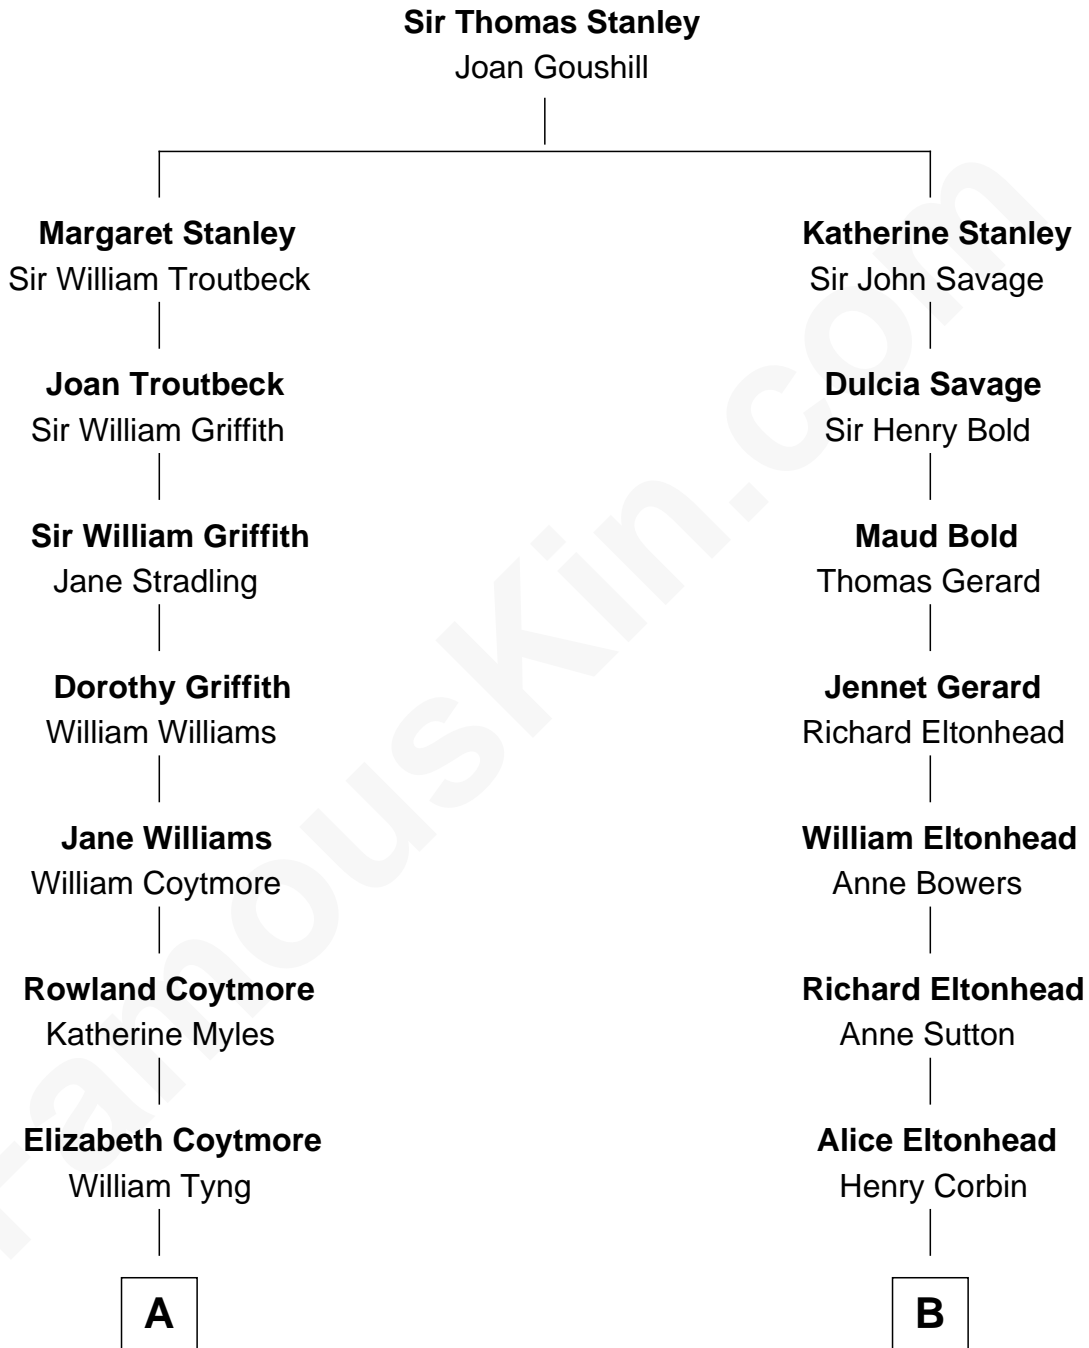 Sir Thomas Stanley
Joan Goushill
Margaret Stanley
Sir William Troutbeck
Katherine Stanley
Sir John Savage
Joan Troutbeck
Sir William Griffith
Dulcia Savage
Sir Henry Bold
Sir William Griffith
Jane Stradling
Maud Bold
Thomas Gerard
Dorothy Griffith
William Williams
Jennet Gerard
Richard Eltonhead
Jane Williams
William Coytmore
William Eltonhead
Anne Bowers
Rowland Coytmore
Katherine Myles
Richard Eltonhead
Anne Sutton
Elizabeth Coytmore
William Tyng
Alice Eltonhead
Henry Corbin
A
B
FamousKin.com